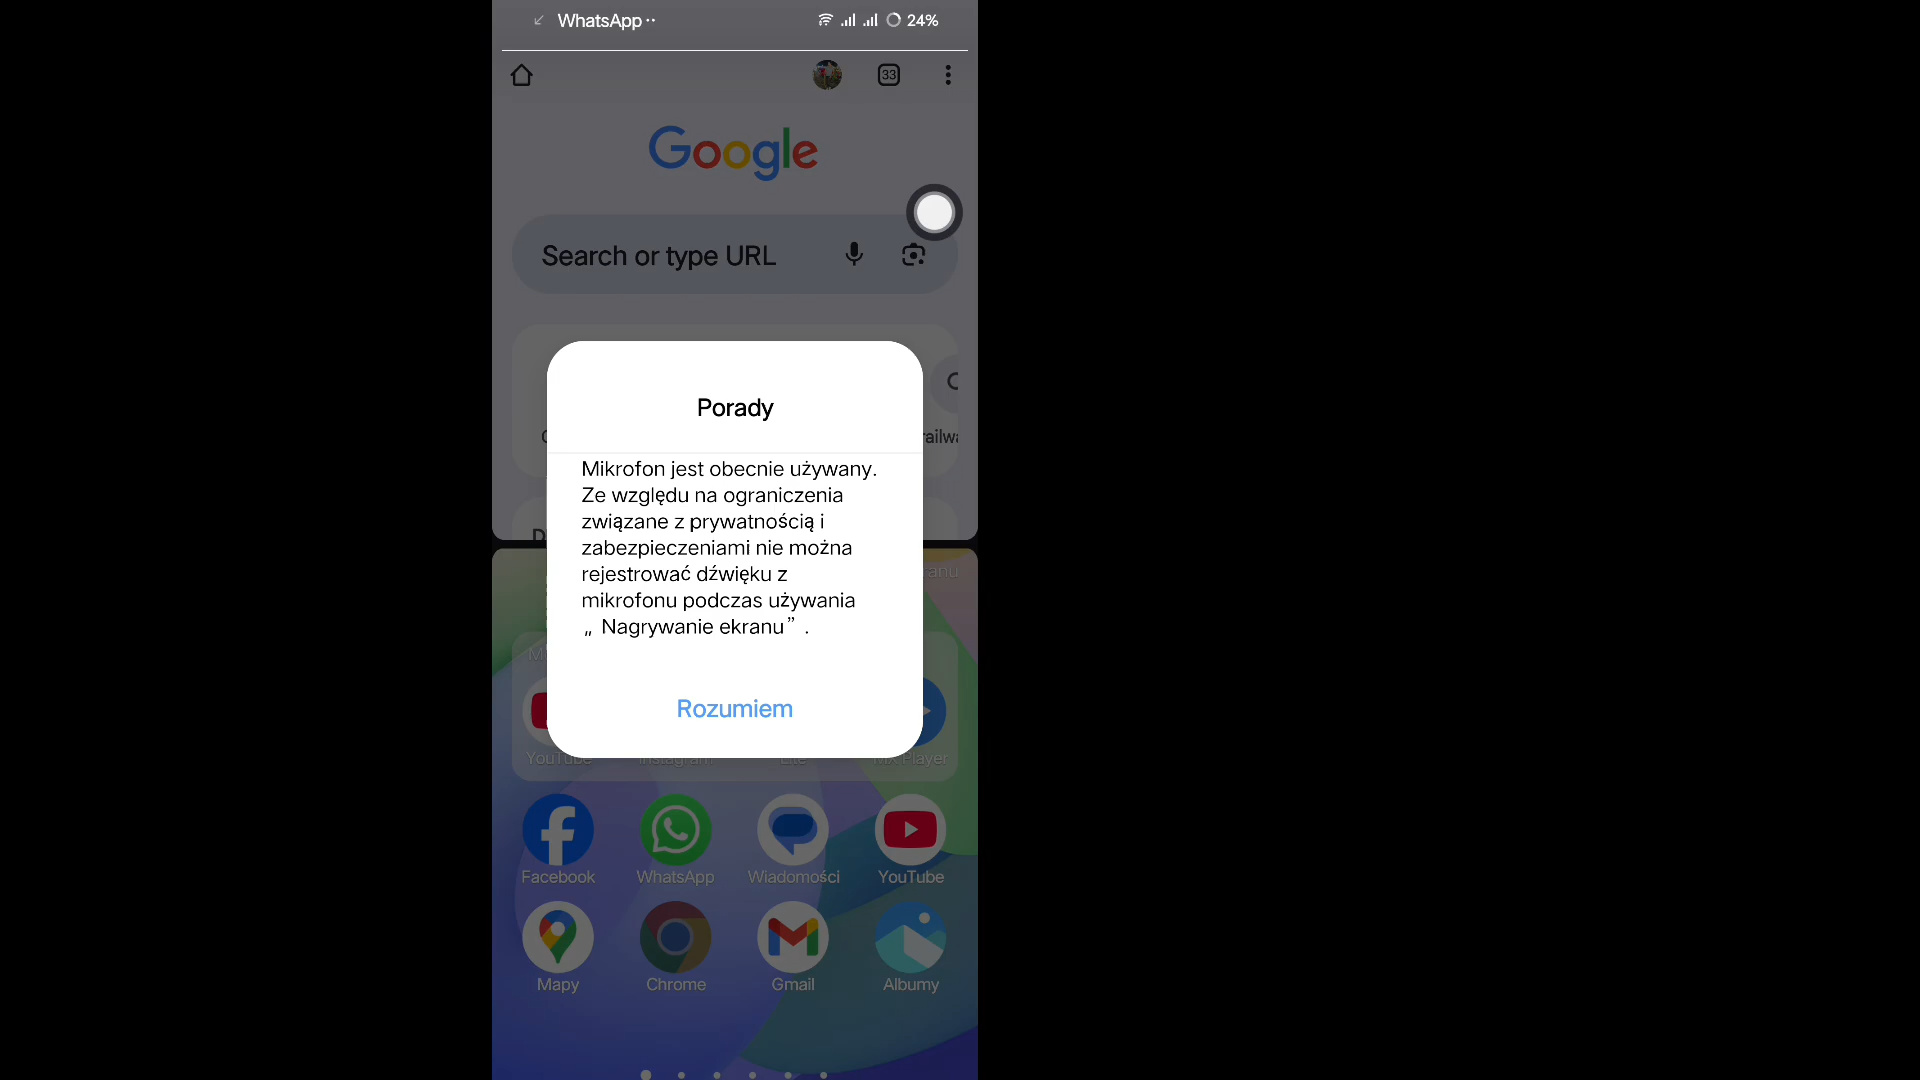 WhatsApp ··
24%
33
Google
Search or type URL
Porady
Mikrofon jest obecnie używany.
Ze względu na ograniczenia
związane z prywatnością i
zabezpieczeniami nie można
rejestrować dźwięku z
mikrofonu podczas używania
„ Nagrywanie ekranu” .
Rozumiem
YouTube
Instagram
Lite
MX Player
Facebook
WhatsApp
Wiadomości
YouTube
Mapy
Chrome
Gmail
Albumy